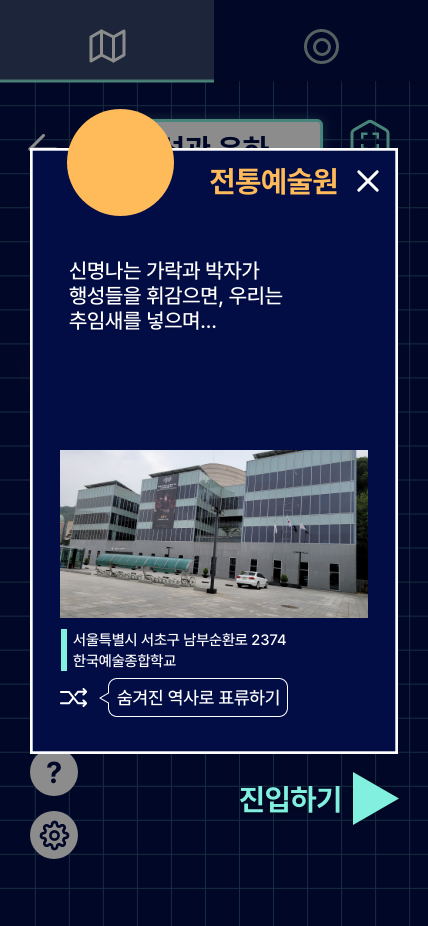 전통예술원
신명나는 가락과 박자가
행성들을 휘감으면, 우리는
추임새를 넣으며...
서울특별시 서초구 남부순환로 2374
한국예술종합학교
숨겨진 역사로 표류하기
?
진입하기